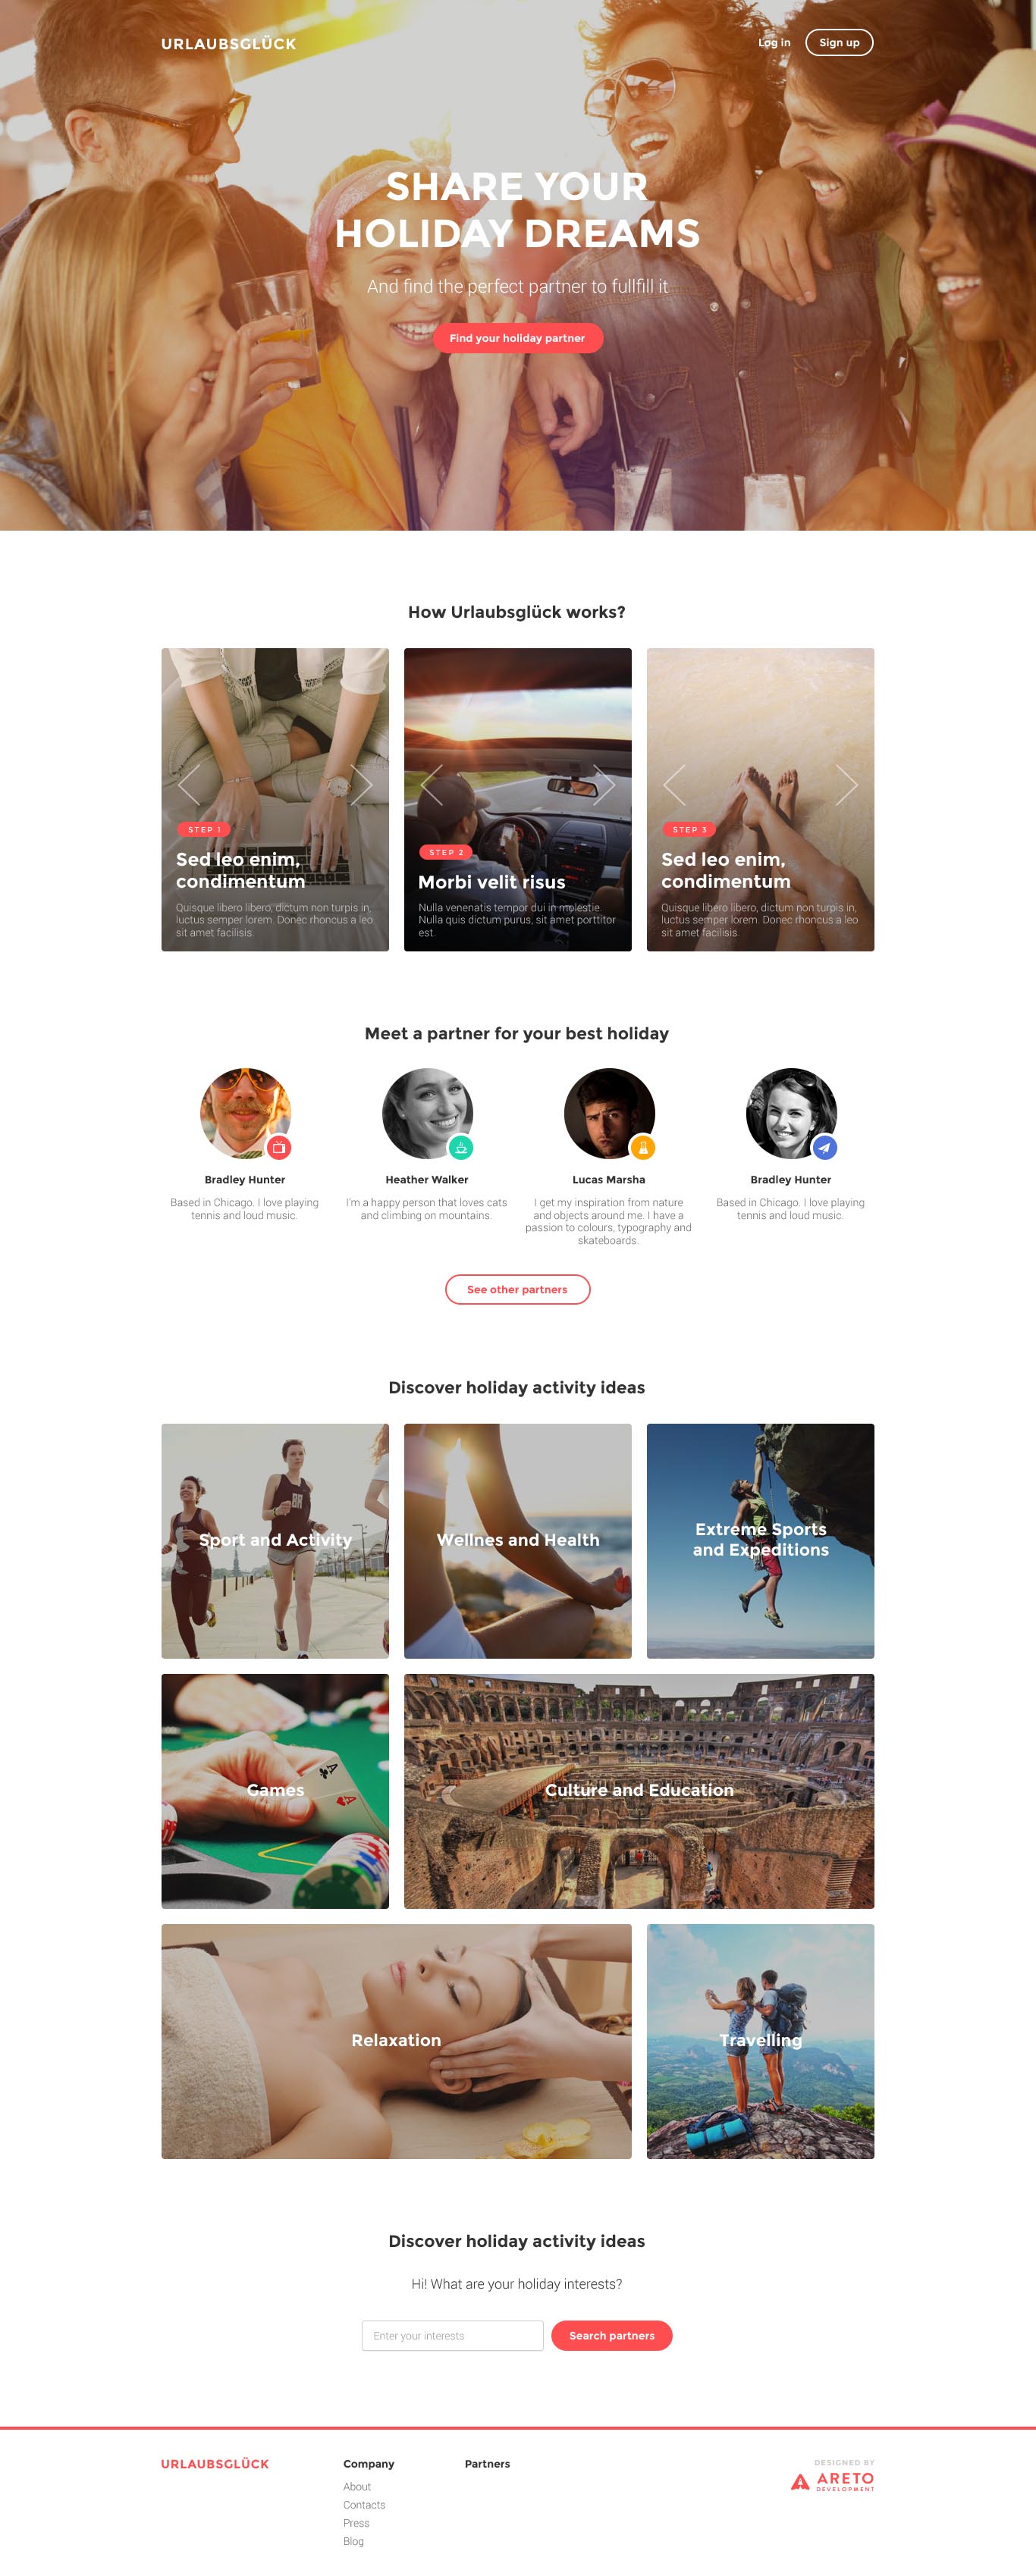 URLAUBSGLÜCK
Log in
Sign up
SHARE YOUR
HOLIDAY DREAMS
And find the perfect partner to fullfill it
Find your holiday partner
How Urlaubsglück works?
STEP 1
Sed leo enim,
condimentum
Quisque libero libero, dictum non turpis in,
luctus semper lorem. Donec rhoncus a leo
sit amet facilisis.
STEP 2
Morbi velit risus
Nulla venenatis tempor dui in molestie.
Nulla quis dictum purus, sit amet porttitor
est.
STEP 3
Sed leo enim,
condimentum
Quisque libero libero, dictum non turpis in,
luctus semper lorem. Donec rhoncus a leo
sit amet facilisis.
Meet a partner for your best holiday
Bradley Hunter
Based in Chicago. I love playing
tennis and loud music.
Heather Walker
I'm a happy person that loves cats
and climbing on mountains.
Lucas Marsha
I get my inspiration from nature
and objects around me. I have a
passion to colours, typography and
skateboards.
Bradley Hunter
Based in Chicago. I love playing
tennis and loud music.
See other partners
Discover holiday activity ideas
Sport and Activity
Wellnes and Health
Extreme Sports
and Expeditions
Games
Culture and Education
Relaxation
Travelling
Discover holiday activity ideas
Hi! What are your holiday interests?
Enter your interests
Search partners
URLAUBSGLÜCK
Company
About
Contacts
Press
Blog
Partners
DESIGNED BY
ARETO
DEVELOPMENT